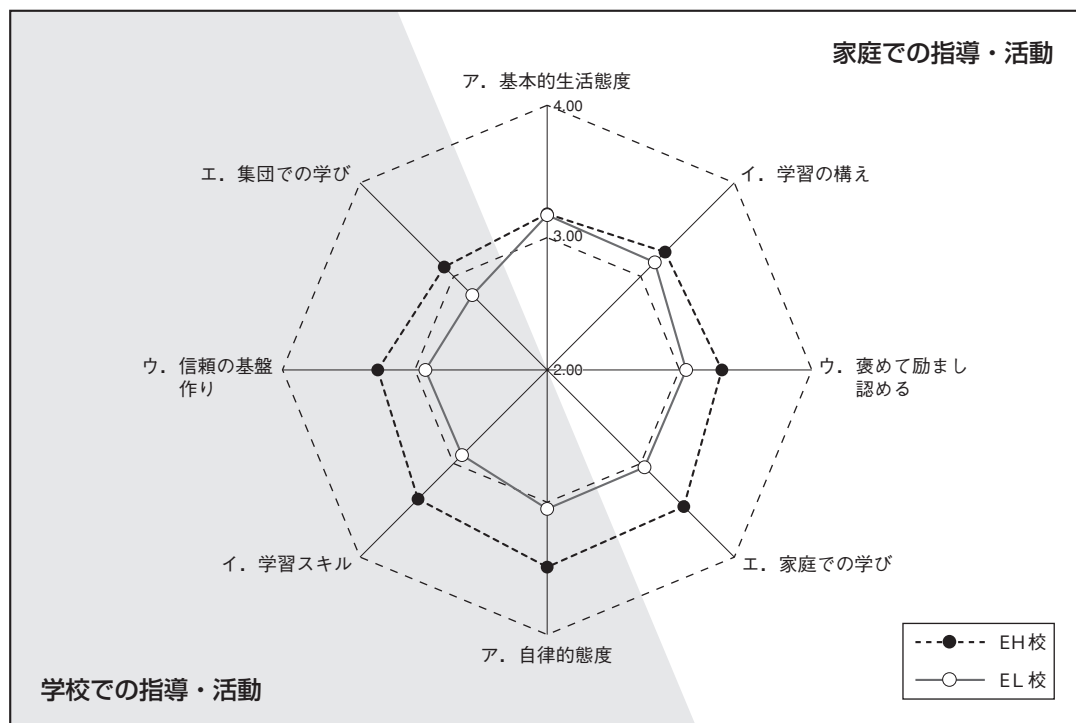 家庭での指導・活動
ア．基本的生活態度
4.00
エ．集団での学び
イ．学習の構え
3.00
ウ．信頼の基盤
作り
2.00
ウ．褒めて励まし
認める
イ．学習スキル
エ．家庭での学び
ア．自律的態度
EH校
EL校
学校での指導・活動